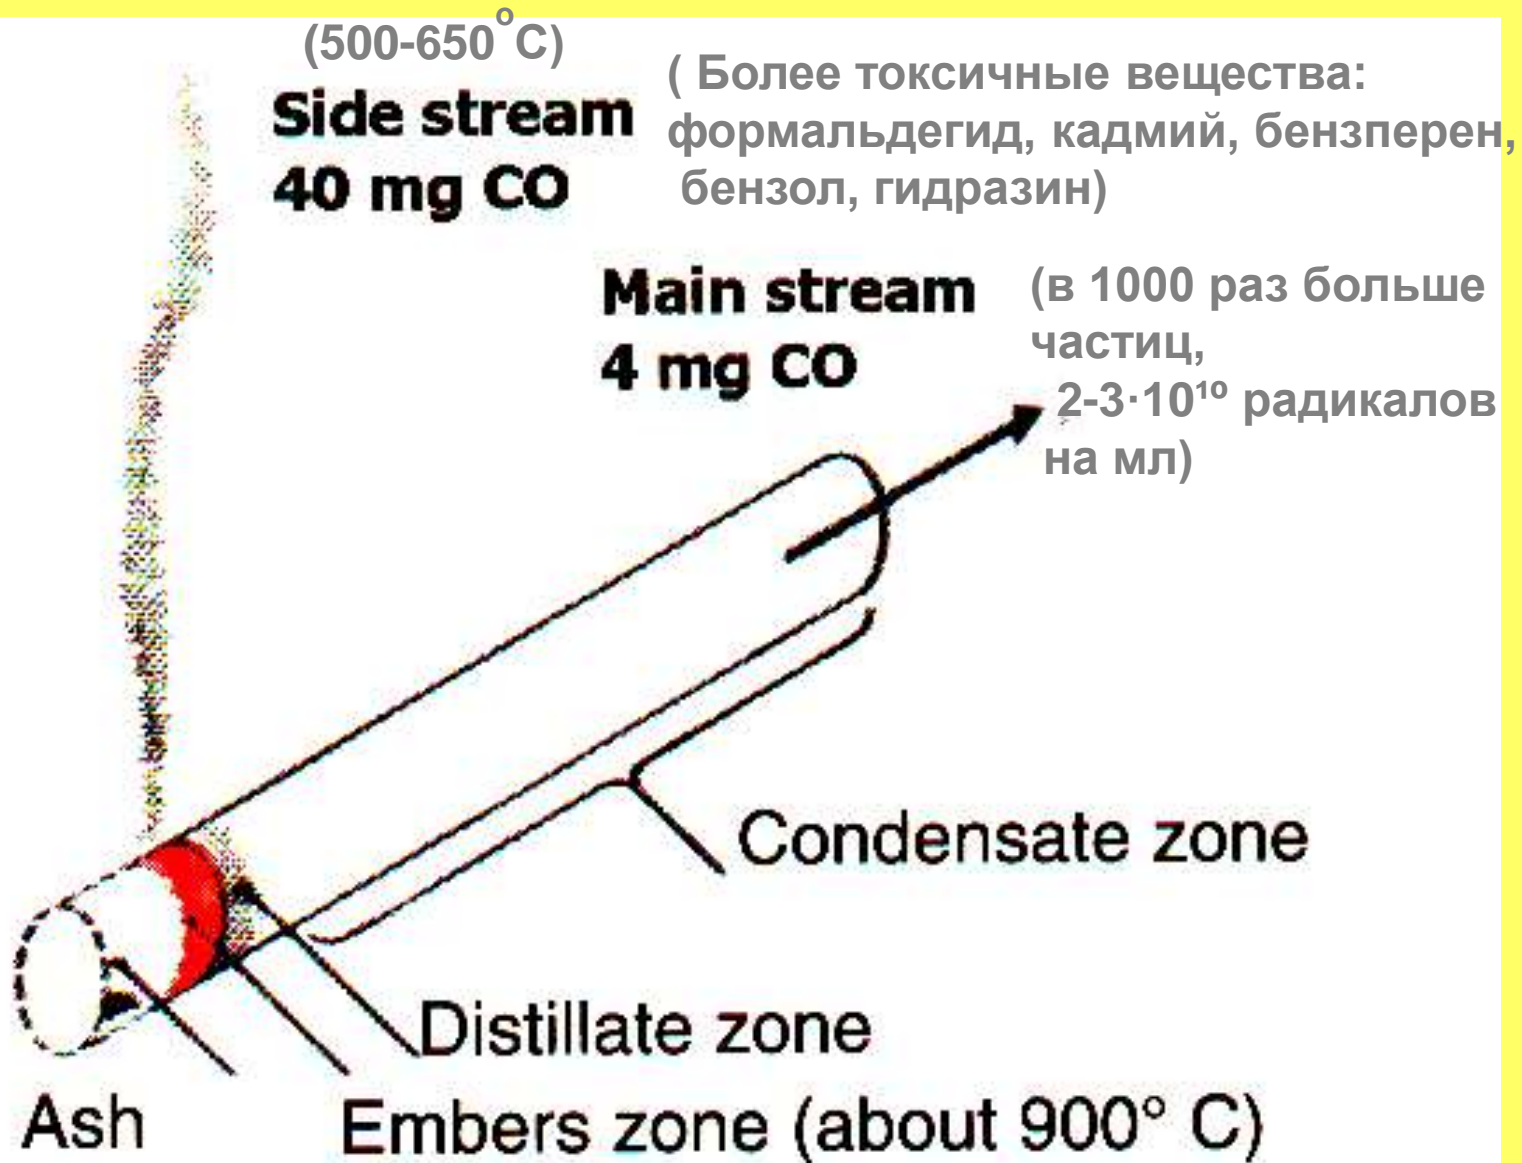 (500-650°C)
Side stream
40 mg CO
( Более токсичные вещества:
формальдегид, кадмий, бензперен,
бензол, гидразин)
Main stream
4 mg CO
(в 1000 раз больше
частиц,
2-3·10¹⁰ радикалов
на мл)
Condensate zone
Distillate zone
Ash
Embers zone (about 900° C)